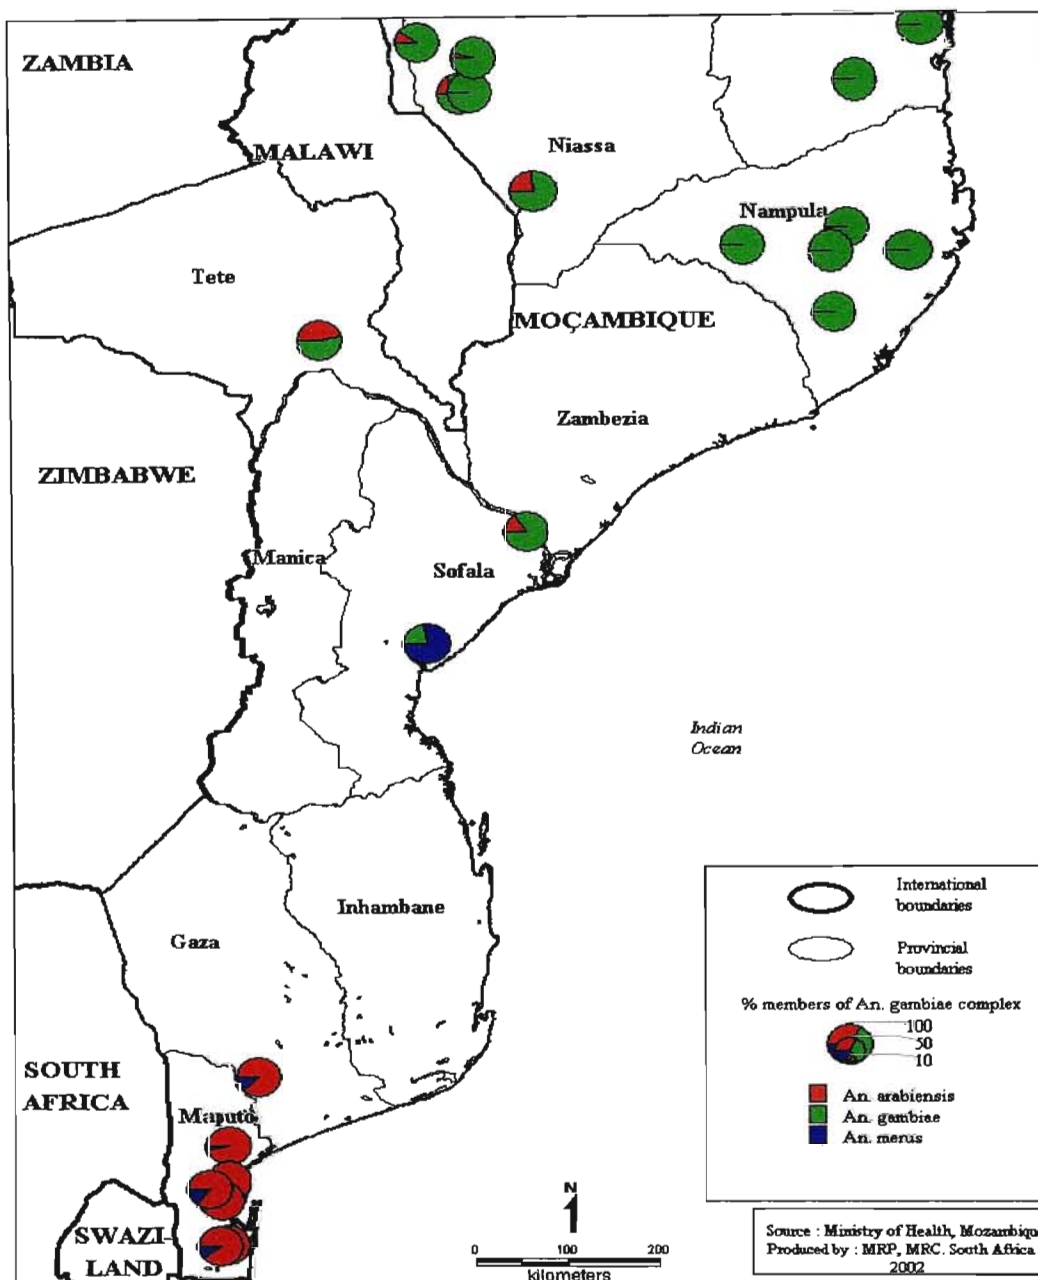 ZAMBIA
MALAWI
Niassa
Nampula
Tete
MOÇAMBIQUE
Zambezia
ZIMBABWE
Manica
Sofala
Indian
Ocean
Inhambane
Gaza
International
boundaries
Provincial
boundaries
% members of An. gambiae complex
100
50
10
An. arabiensis
An. gambiae
An. merus
SOUTH
AFRICA
Maputo
N
SWAZI-
LAND
0 100 200
kilometers
Source : Ministry of Health, Mozambiqu
Produced by : MRP, MRC. South Africa
2002